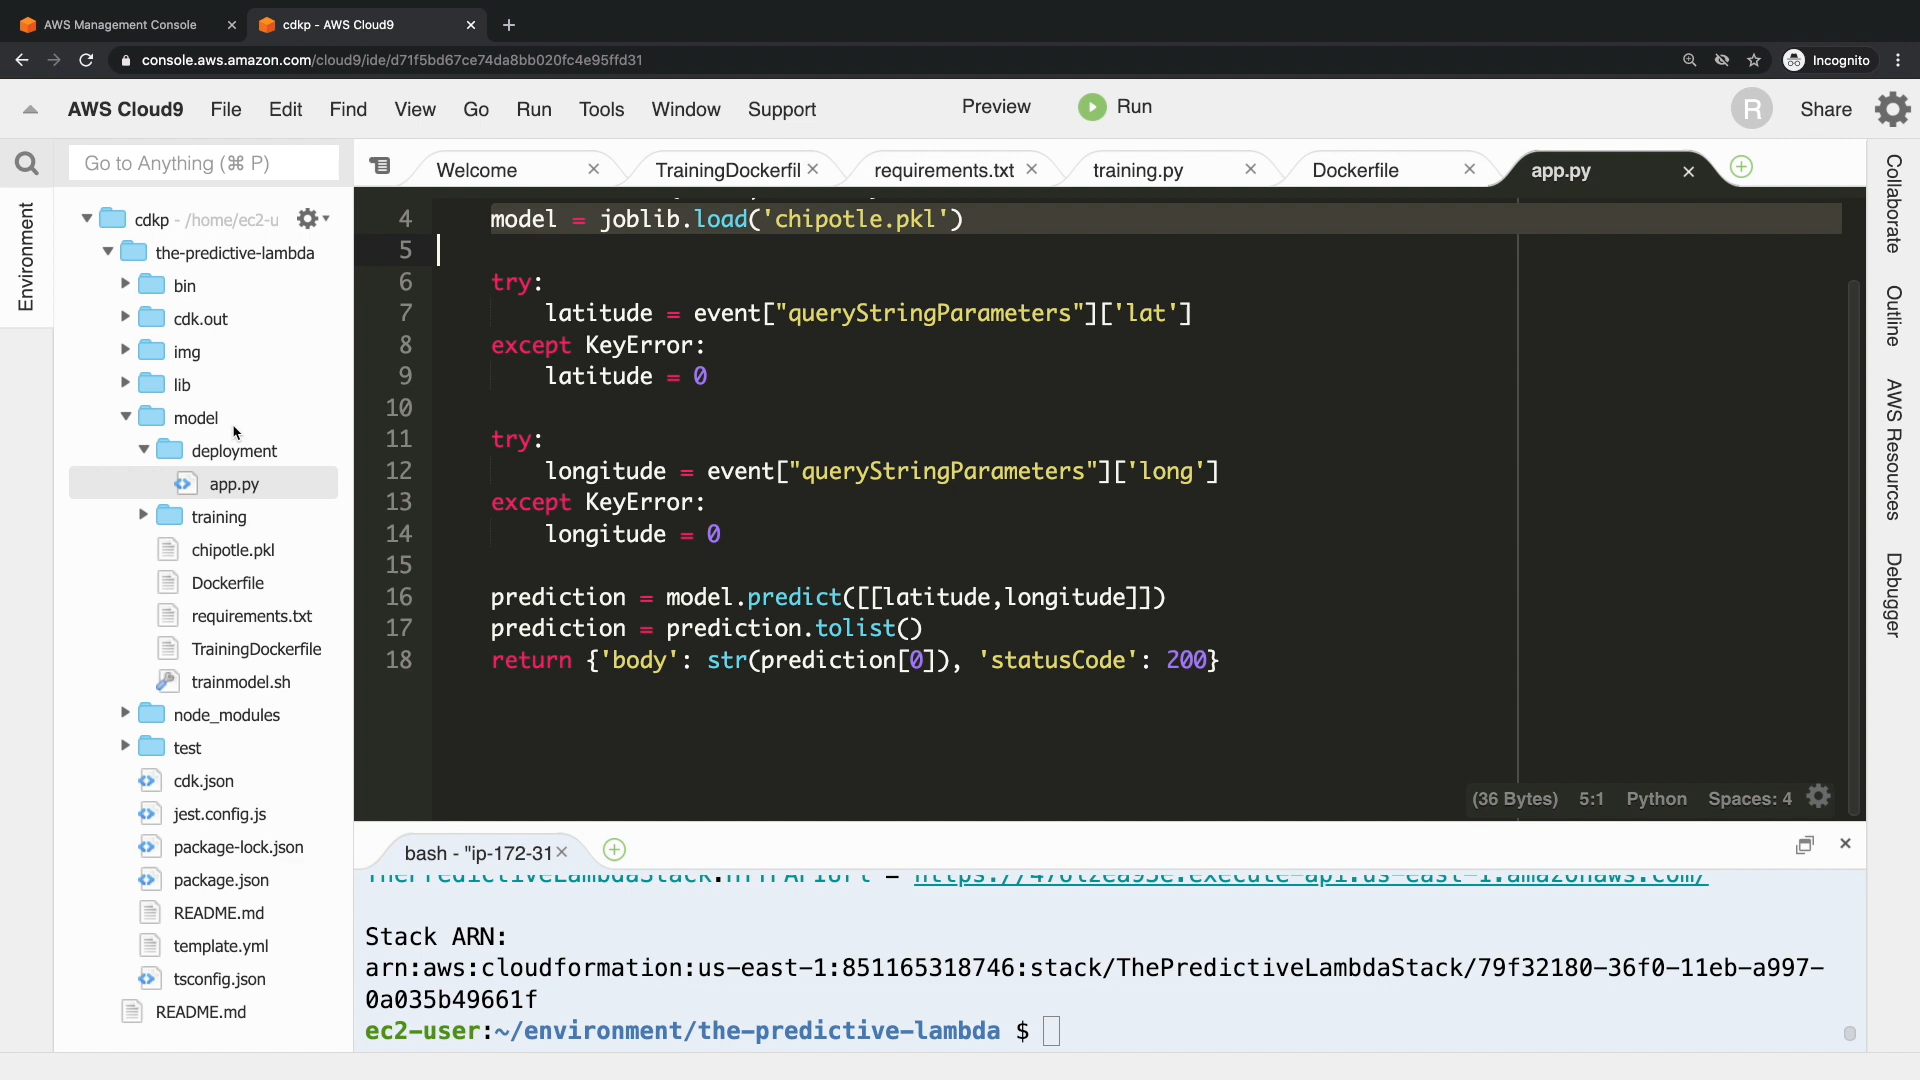 AWS Management Console
cdkp - AWS Cloud9
console.aws.amazon.com/cloud9/ide/d71f5bd67ce74da8bb020fc4e95ffd31
Incognito
AWS Cloud9 File Edit Find View Go Run Tools Window Support Preview Run R Share
Go to Anything (⌘ P)
Welcome
TrainingDockerfil
requirements.txt
training.py
Dockerfile
app.py
Environment
cdkp - /home/ec2-u
the-predictive-lambda
bin
cdk.out
img
lib
model
deployment
app.py
training
chipotle.pkl
Dockerfile
requirements.txt
TrainingDockerfile
trainmodel.sh
node_modules
test
cdk.json
jest.config.js
package-lock.json
package.json
README.md
template.yml
tsconfig.json
README.md
4 model = joblib.load('chipotle.pkl')
5
6 try:
7 latitude = event["queryStringParameters"]['lat']
8 except KeyError:
9 latitude = 0
10
11 try:
12 longitude = event["queryStringParameters"]['long']
13 except KeyError:
14 longitude = 0
15
16 prediction = model.predict([[latitude,longitude]])
17 prediction = prediction.tolist()
18 return {'body': str(prediction[0]), 'statusCode': 200}
(36 Bytes) 5:1 Python Spaces: 4
Collaborate
Outline
AWS Resources
Debugger
bash - "ip-172-31
Stack ARN:
arn:aws:cloudformation:us-east-1:851165318746:stack/ThePredictiveLambdaStack/79f32180-36f0-11eb-a997-
0a035b49661f
ec2-user:~/environment/the-predictive-lambda $